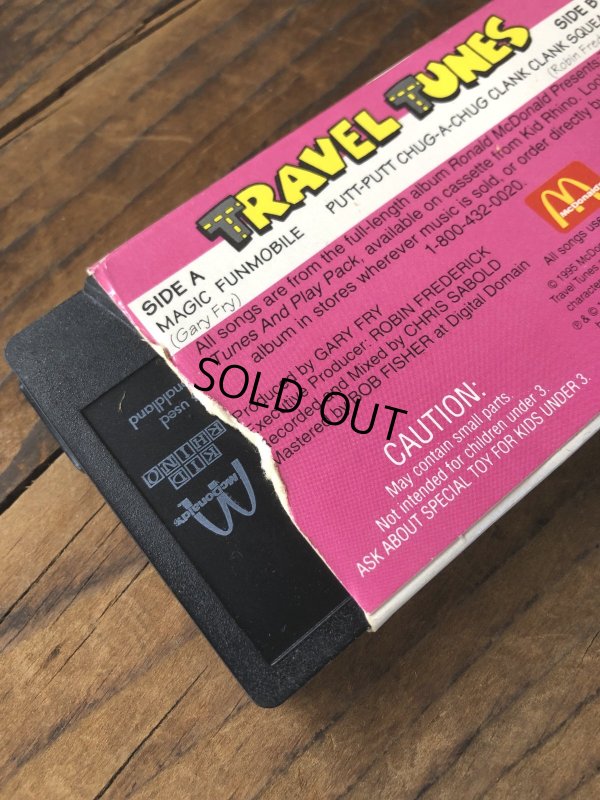 TRAVEL TUNES
SIDE A
MAGIC FUNMOBILE
(Gary Fry)
SIDE B
PUTT-PUTT CHUG-A-CHUG CLANK CLANK
(Robin
All songs are from the full-length album Ronald McDonald Presents
Tunes And Play Pack, available on cassette from Kid Rhino.
album in stores wherever music is sold, or order directly
1-800-432-0020.
Produced by GARY FRY
Executive Producer: ROBIN FREDERICK
Recorded and Mixed by CHRIS SABOLD
Mastered by BOB FISHER at Digital Domain
CAUTION:
May contain small parts.
Not intended for children under 3.
ASK ABOUT SPECIAL TOY FOR KIDS UNDER 3.
McDonald's
All songs
© 1995
Travel Tunes
SOLD OUT
used
KID
RHINO
McDonald's